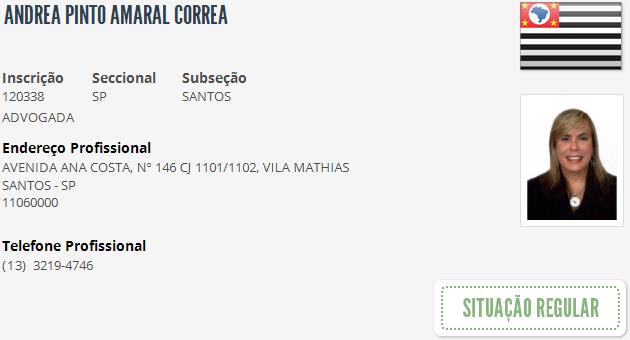 ANDREA PINTO AMARAL CORREA
Inscrição Seccional Subseção
120338 SP SANTOS
ADVOGADA
Endereço Profissional
AVENIDA ANA COSTA, Nº 146 CJ 1101/1102, VILA MATHIAS
SANTOS - SP
11060000
Telefone Profissional
(13) 3219-4746
SITUAÇÃO REGULAR